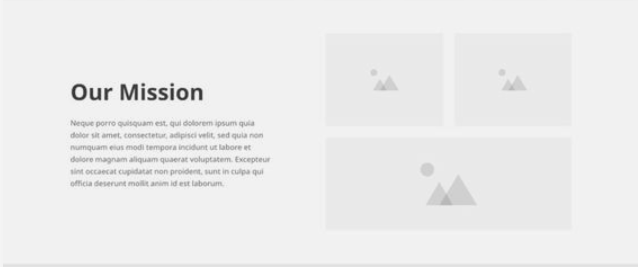 Our Mission
Neque porro quisquam est, qui dolorem ipsum quia
dolor sit amet, consectetur, adipisci velit, sed quia non
numquam eius modi tempora incidunt ut labore et
dolore magnam aliquam quaerat voluptatem. Excepteur
sint occaecat cupidatat non proident, sunt in culpa qui
officia deserunt mollit anim id est laborum.